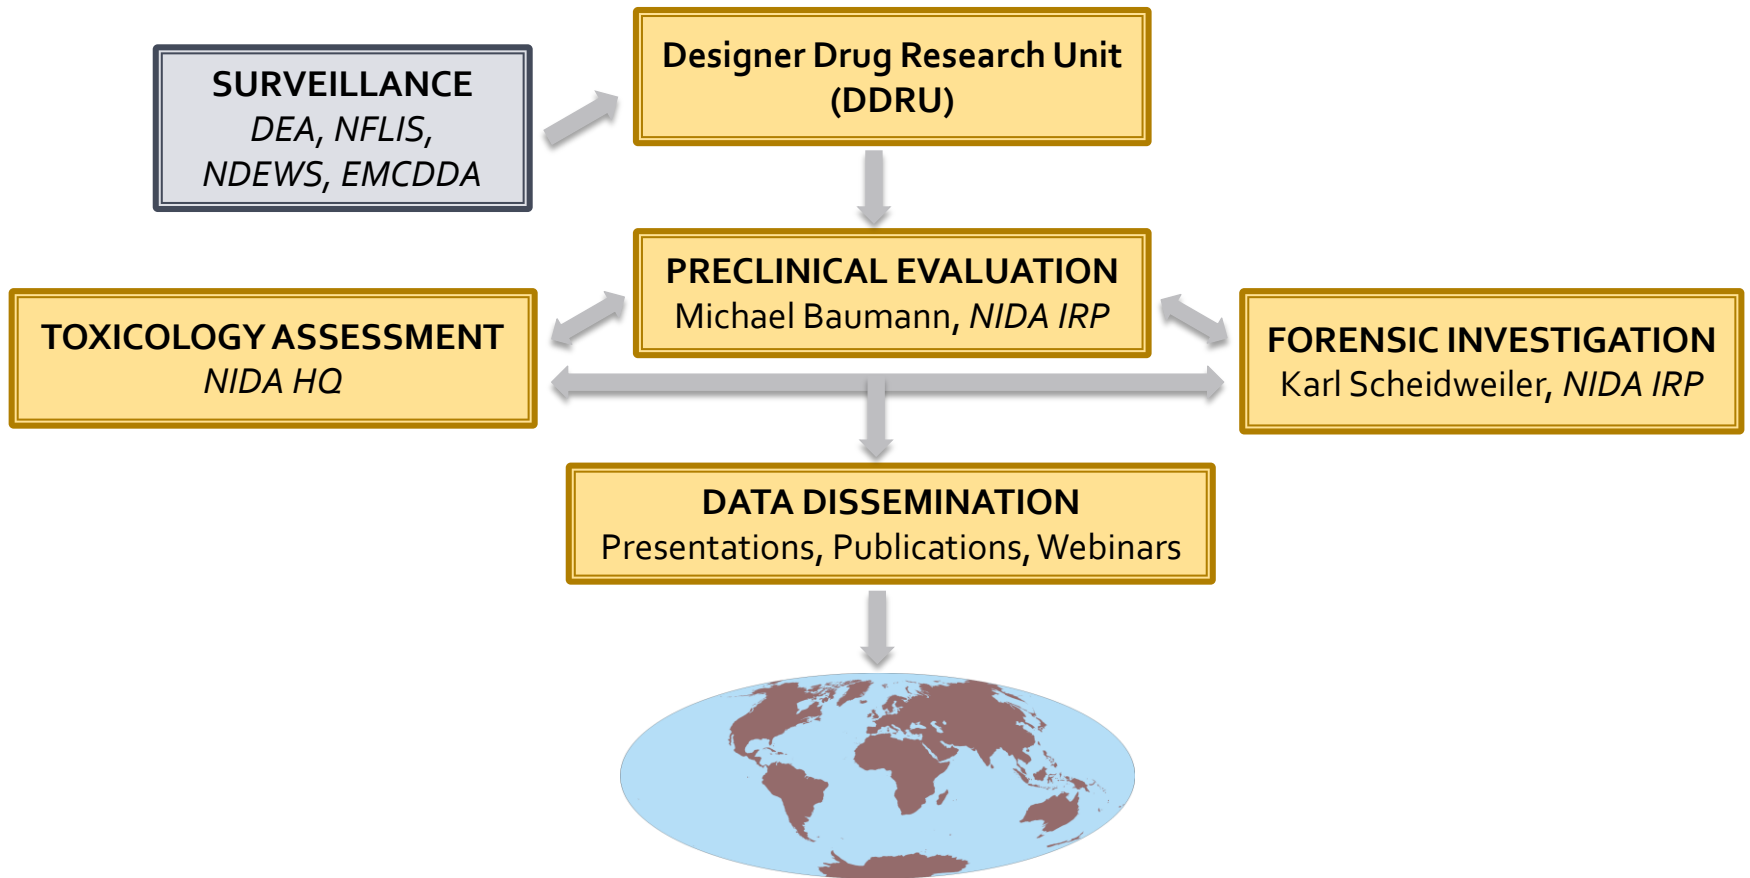 SURVEILLANCE
DEA, NFLIS,
NDEWS, EMCDDA
Designer Drug Research Unit
(DDRU)
PRECLINICAL EVALUATION
Michael Baumann, NIDA IRP
TOXICOLOGY ASSESSMENT
NIDA HQ
FORENSIC INVESTIGATION
Karl Scheidweiler, NIDA IRP
DATA DISSEMINATION
Presentations, Publications, Webinars